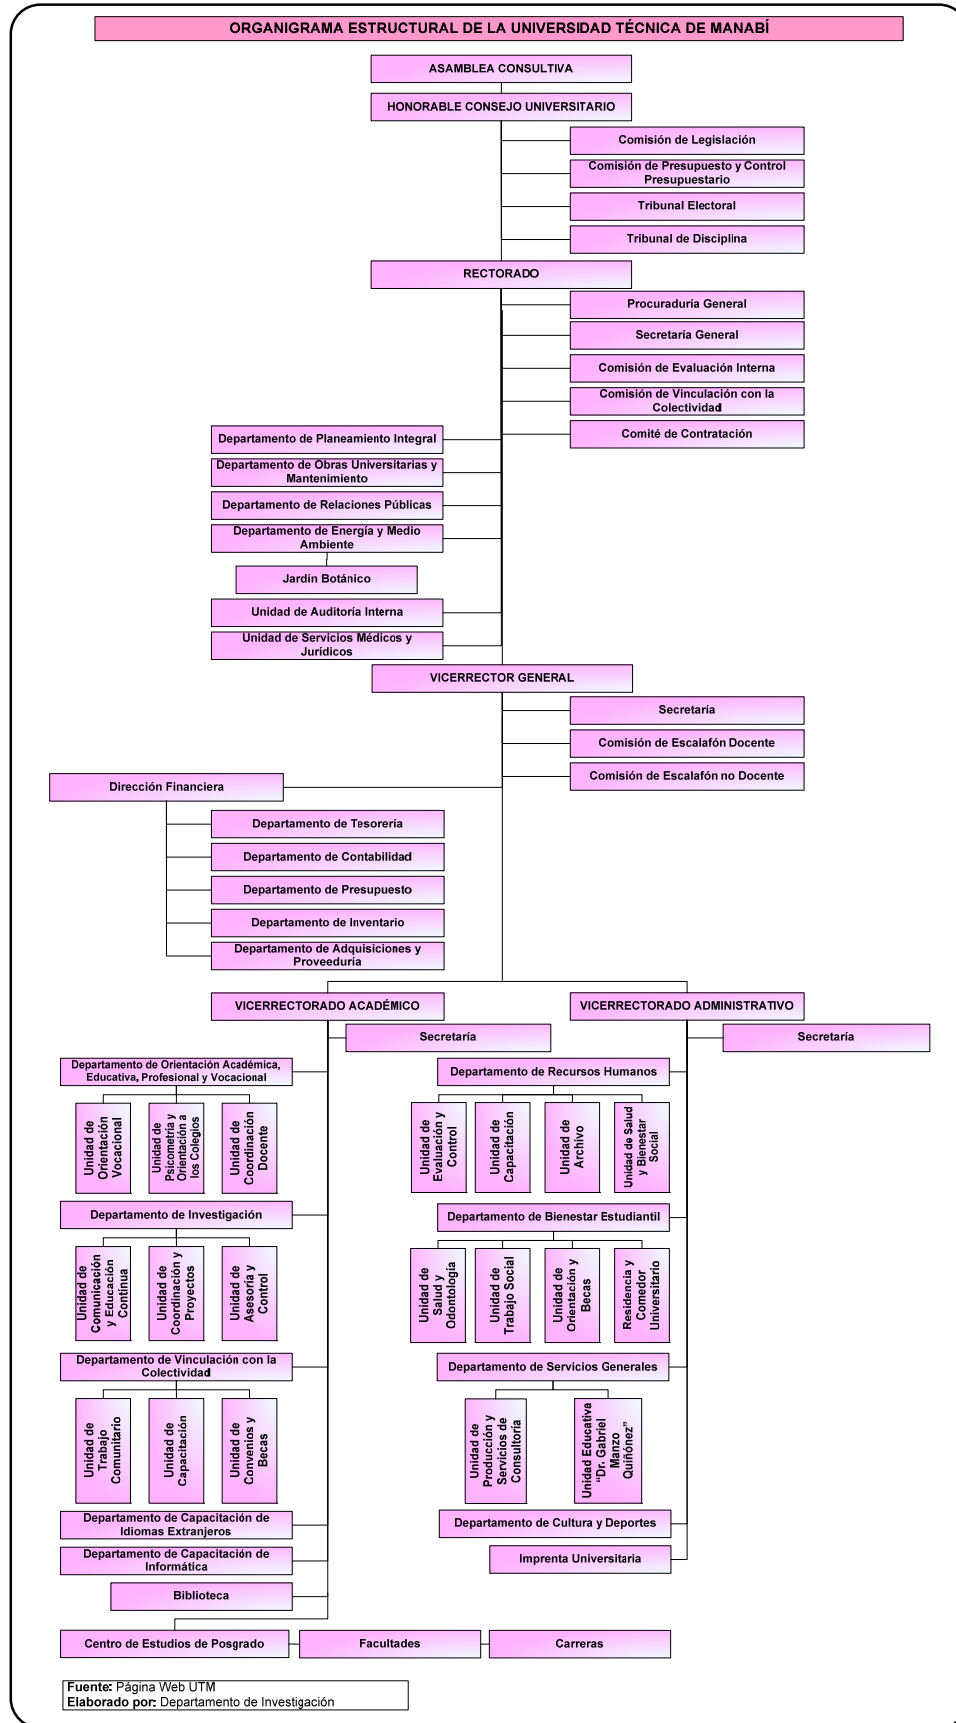 ORGANIGRAMA ESTRUCTURAL DE LA UNIVERSIDAD TÉCNICA DE MANABÍ
ASAMBLEA CONSULTIVA
HONORABLE CONSEJO UNIVERSITARIO
Comisión de Legislación
Comisión de Presupuesto y Control
Presupuestario
Tribunal Electoral
Tribunal de Disciplina
RECTORADO
Procuraduría General
Secretaría General
Comisión de Evaluación Interna
Comisión de Vinculación con la
Colectividad
Comité de Contratación
Departamento de Planeamiento Integral
Departamento de Obras Universitarias y
Mantenimiento
Departamento de Relaciones Públicas
Departamento de Energía y Medio
Ambiente
Jardín Botánico
Unidad de Auditoría Interna
Unidad de Servicios Médicos y
Jurídicos
VICERRECTOR GENERAL
Secretaría
Comisión de Escalafón Docente
Comisión de Escalafón no Docente
Dirección Financiera
Departamento de Tesorería
Departamento de Contabilidad
Departamento de Presupuesto
Departamento de Inventario
Departamento de Adquisiciones y
Proveeduría
VICERRECTORADO ACADÉMICO
Secretaría
Departamento de Orientación Académica,
Educativa, Profesional y Vocacional
Unidad de
Orientación
Vocacional
Unidad de
Psicometría y
Orientación a
los Colegios
Unidad de
Coordinación
Docente
Departamento de Investigación
Unidad de
Comunicación
y Educación
Contínua
Unidad de
Coordinación y
Proyectos
Unidad de
Asesoría y
Control
Departamento de Vinculación con la
Colectividad
Unidad de
Trabajo
Comunitario
Unidad de
Capacitación
Unidad de
Convenios y
Becas
Departamento de Capacitación de
Idiomas Extranjeros
Departamento de Capacitación de
Informática
Biblioteca
Centro de Estudios de Posgrado
Facultades
Carreras
VICERRECTORADO ADMINISTRATIVO
Secretaría
Departamento de Recursos Humanos
Unidad de
Evaluación y
Control
Unidad de
Capacitación
Unidad de
Archivo
Unidad de Salud
y Bienestar
Social
Departamento de Bienestar Estudiantil
Unidad de
Salud y
Odontología
Unidad de
Trabajo Social
Unidad de
Orientación y
Becas
Residencia y
Comedor
Universitario
Departamento de Servicios Generales
Unidad de
Producción y
Servicios de
Consultoría
Unidad Educativa
“Dr. Gabriel
Manzo
Quiñónez”
Departamento de Cultura y Deportes
Imprenta Universitaria
Fuente: Página Web UTM
Elaborado por: Departamento de Investigación